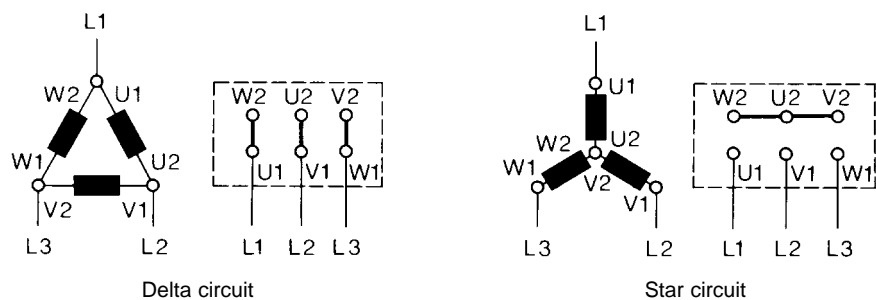 L1
W2 U1
W1 U2
V2 V1
L3 L2
W2 U2 V2
U1 V1 W1
L1 L2 L3
Delta circuit
L1
U1
W2 U2
W1 V2 V1
L3 L2
W2 U2 V2
U1 V1 W1
L1 L2 L3
Star circuit